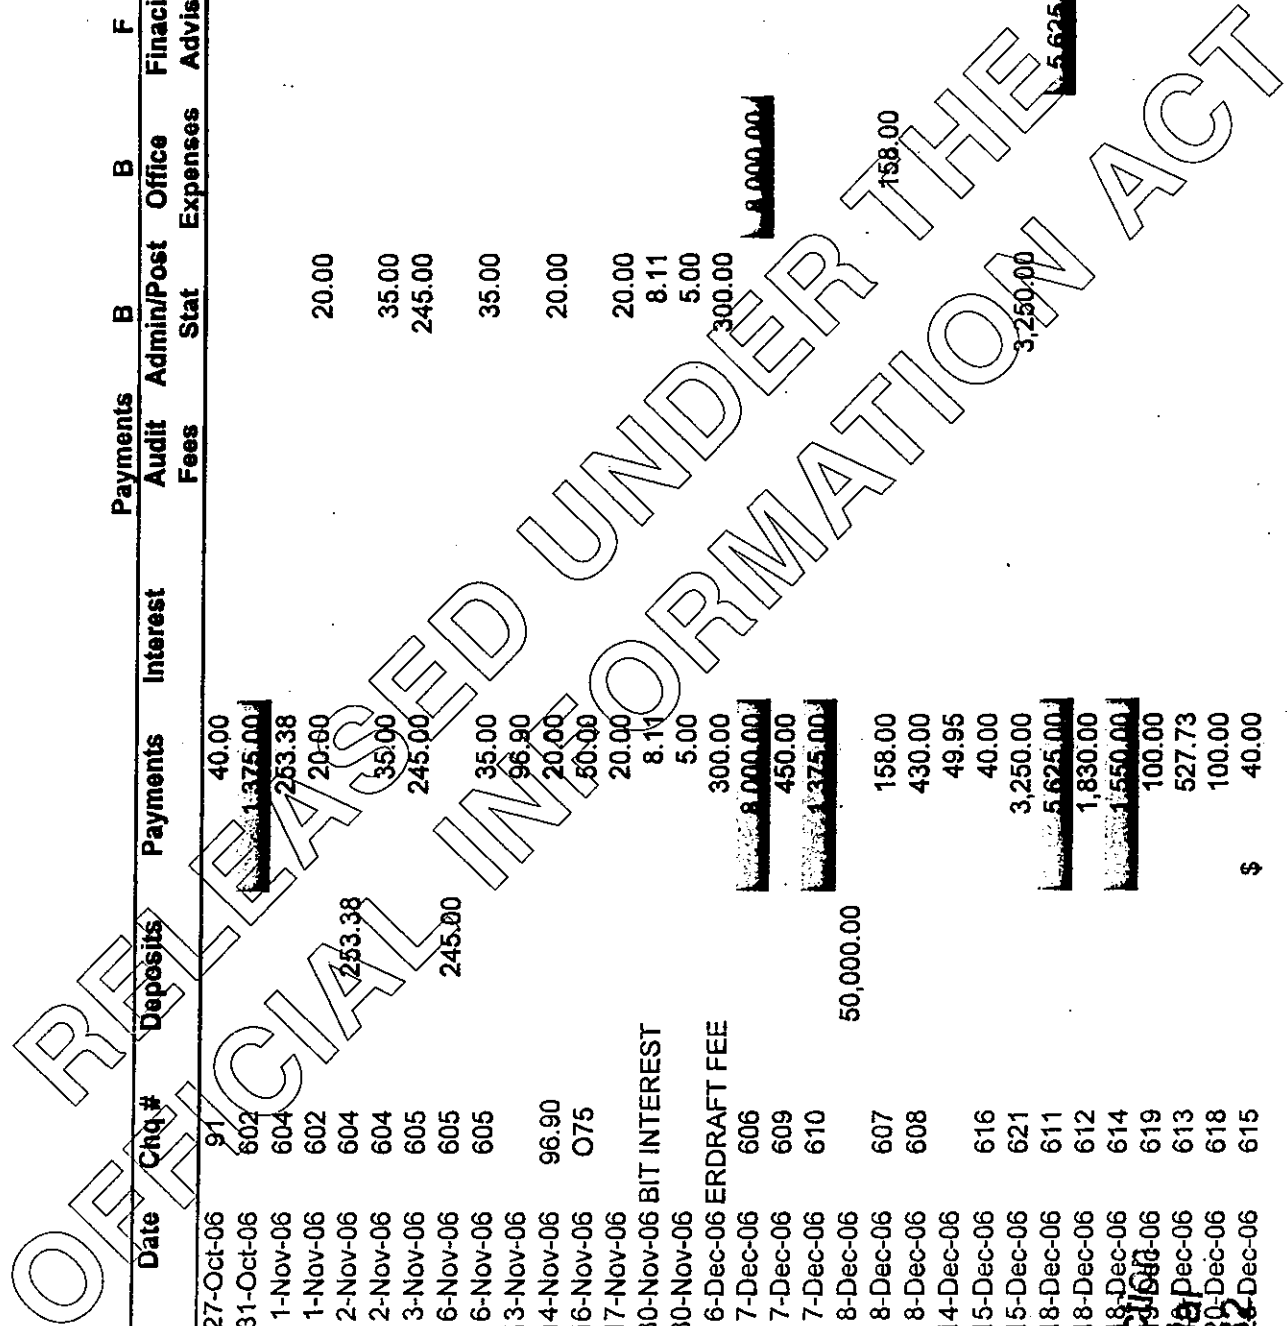 Payments B B F
Date Chq # Deposits Payments Interest Audit Admin/Post Office Finaci
Fees Stat Expenses Advis
27-Oct-06 91 40.00
31-Oct-06 602 1,375.00
1-Nov-06 604 253.38
1-Nov-06 602 20.00 20.00
2-Nov-06 604 253.38
2-Nov-06 604 35.00 35.00
3-Nov-06 605 245.00 245.00
6-Nov-06 605 245.00
6-Nov-06 605 35.00 35.00
3-Nov-06 96.90
4-Nov-06 96.90 20.00 20.00
6-Nov-06 O75 50.00
7-Nov-06 20.00 20.00
30-Nov-06 BIT INTEREST 8.11 8.11
30-Nov-06 5.00 5.00
6-Dec-06 ERDRAFT FEE 300.00 300.00
7-Dec-06 606 8,000.00 8,000.00
7-Dec-06 609 450.00
7-Dec-06 610 1,375.00
8-Dec-06 50,000.00
8-Dec-06 607 158.00 158.00
8-Dec-06 608 430.00
4-Dec-06 49.95
5-Dec-06 616 40.00
5-Dec-06 621 3,250.00 3,250.00
8-Dec-06 611 5,625.00 5,625
8-Dec-06 612 1,830.00
8-Dec-06 614 1,550.00
-Dec-06 619 100.00
-Dec-06 613 527.73
0-Dec-06 618 100.00
-Dec-06 615 $ 40.00
RELEASED UNDER THE
OFFICIAL INFORMATION ACT